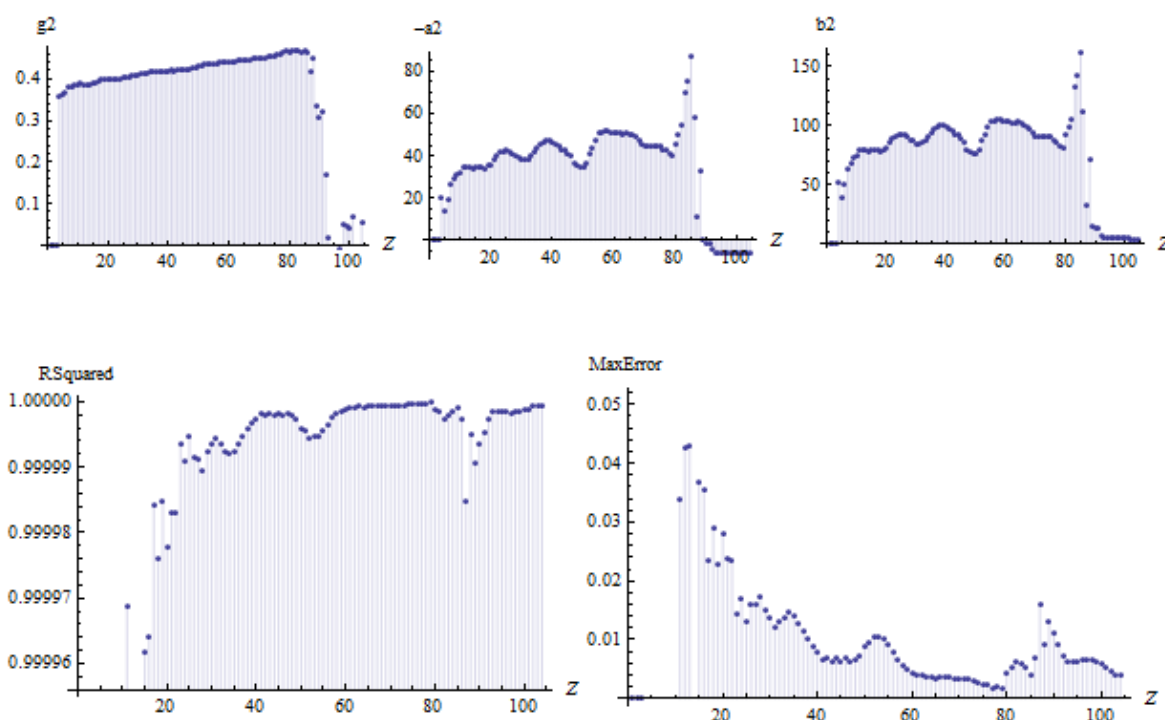 g2
0.4
0.3
0.2
0.1
20 40 60 80 100
Z
−a2
80
60
40
20
20 40 60 80 100
Z
b2
150
100
50
20 40 60 80 100
Z
RSquared
1.00000
0.99999
0.99998
0.99997
0.99996
20 40 60 80 100
Z
MaxError
0.05
0.04
0.03
0.02
0.01
20 40 60 80 100
Z